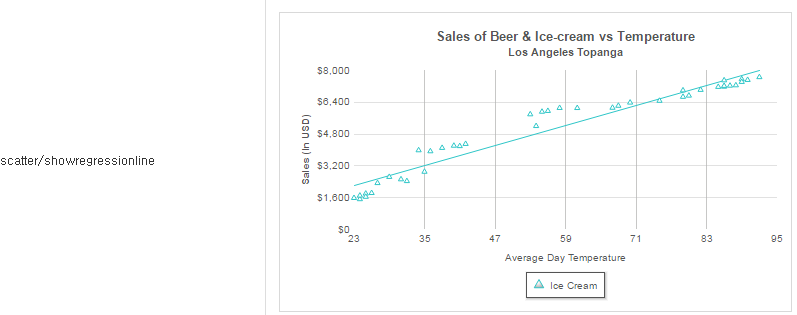 scatter/showregressionline
Sales of Beer & Ice-cream vs Temperature
Los Angeles Topanga
Sales (In USD)
$8,000
$6,400
$4,800
$3,200
$1,600
$0
23 35 47 59 71 83 95
Average Day Temperature
Ice Cream